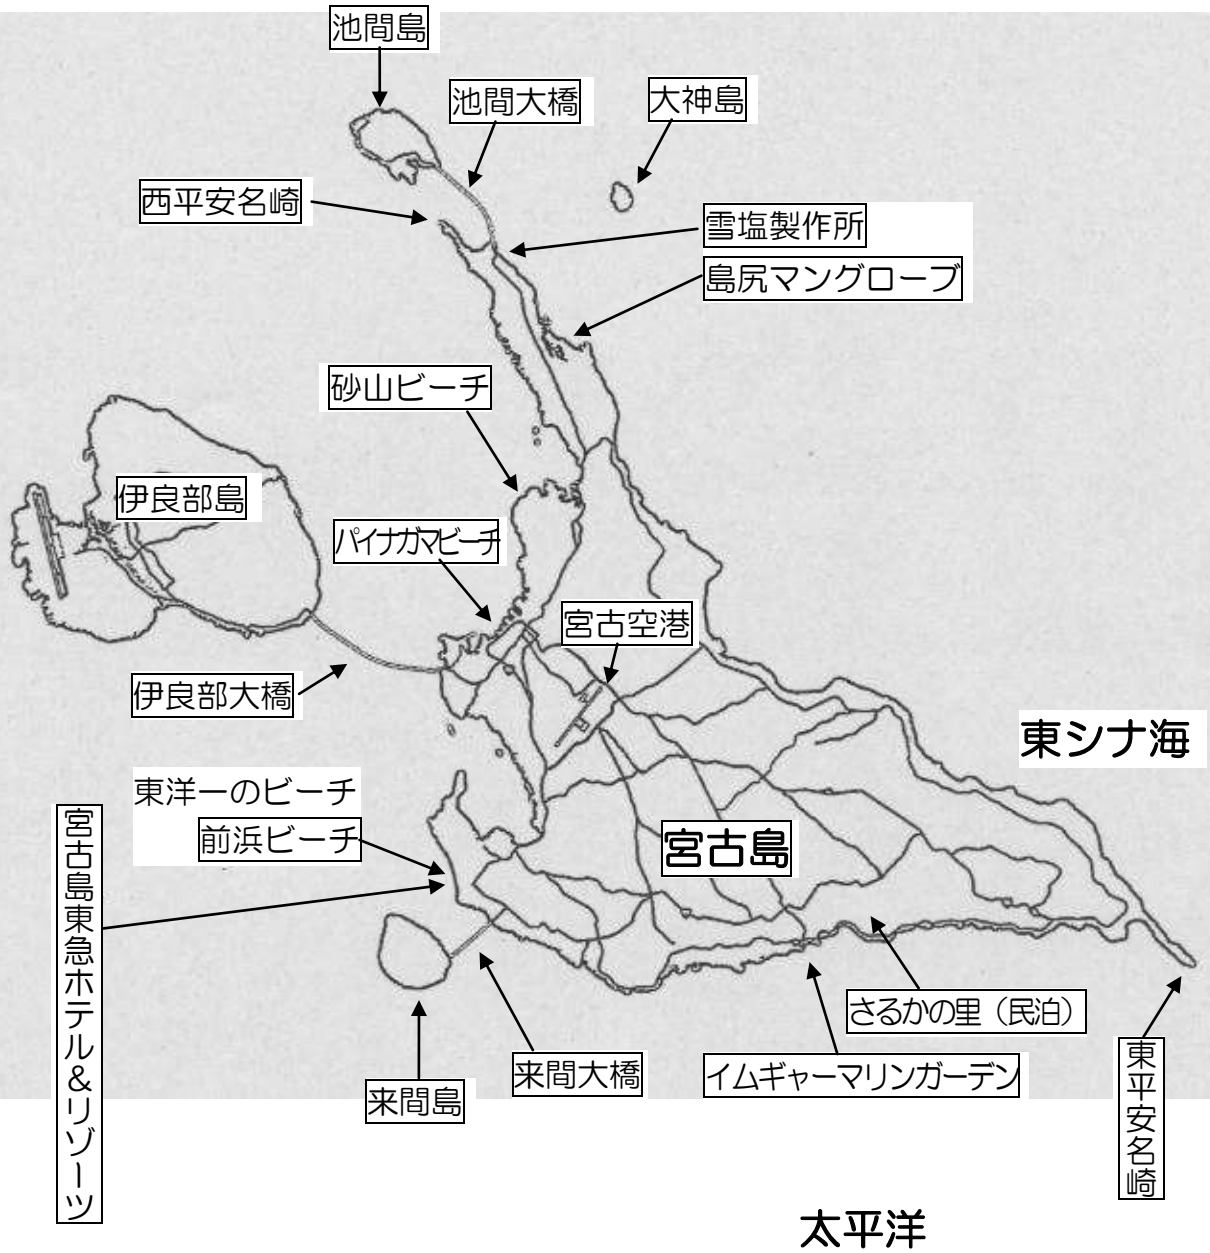 池間島
池間大橋
大神島
西平安名崎
雪塩製作所
島尻マングローブ
砂山ビーチ
伊良部島
パイナガマビーチ
宮古空港
伊良部大橋
東シナ海
東洋一のビーチ
前浜ビーチ
宮古島
宮古島東急ホテル＆リゾーツ
さるかの里（民泊）
来間大橋
イムギャーマリンガーデン
来間島
東平安名崎
太平洋